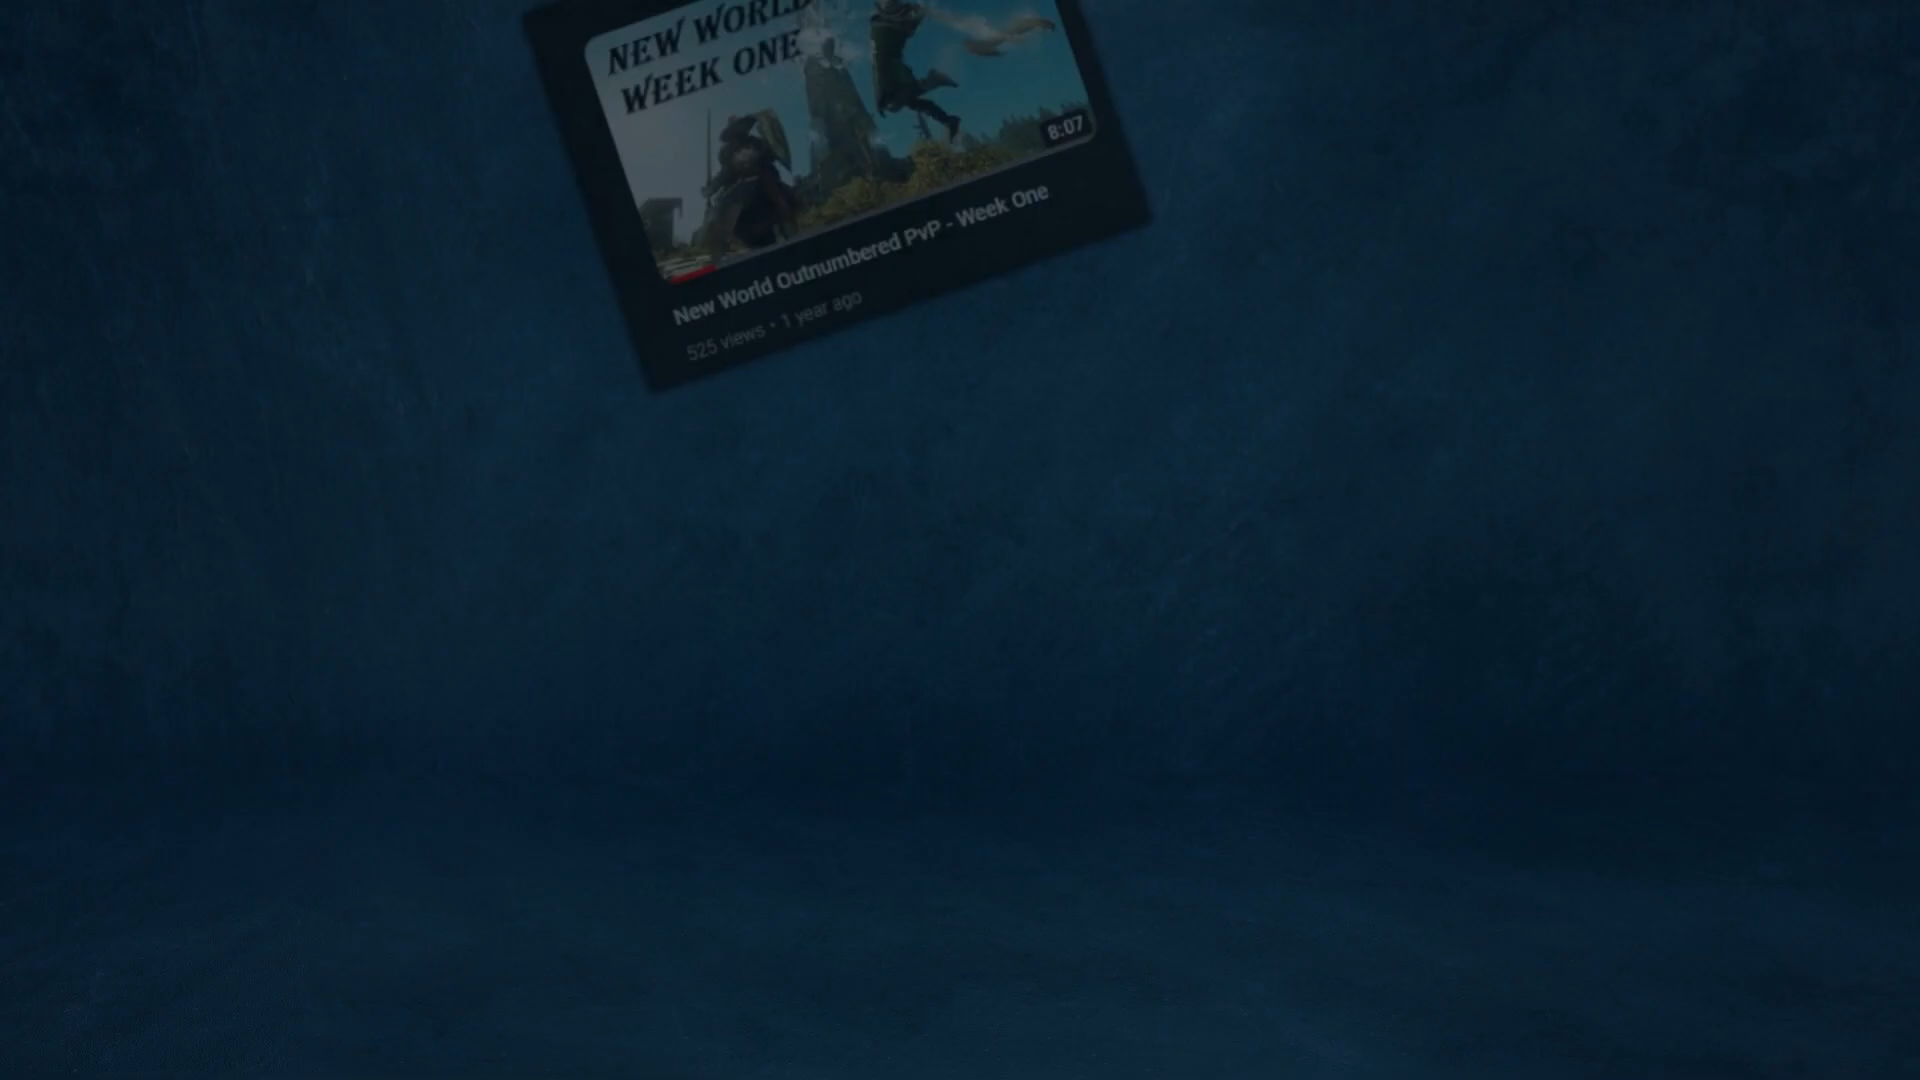 NEW WORLD
WEEK ONE
8:07
New World Outnumbered PvP - Week One
525 views • 1 year ago